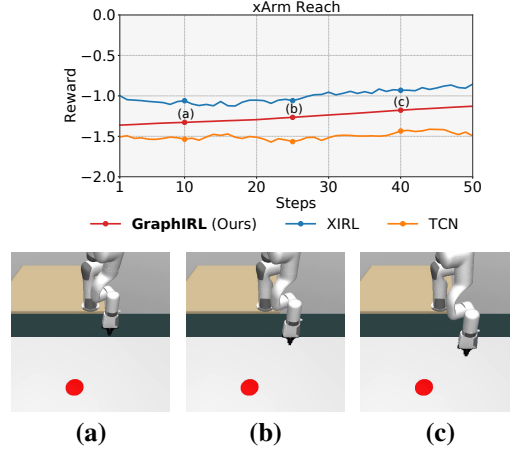 xArm Reach
0.0
−0.5
−1.0
−1.5
−2.0
Reward
(a)
(b)
(c)
1
10
20
30
40
50
Steps
GraphIRL (Ours)
XIRL
TCN
(a)
(b)
(c)